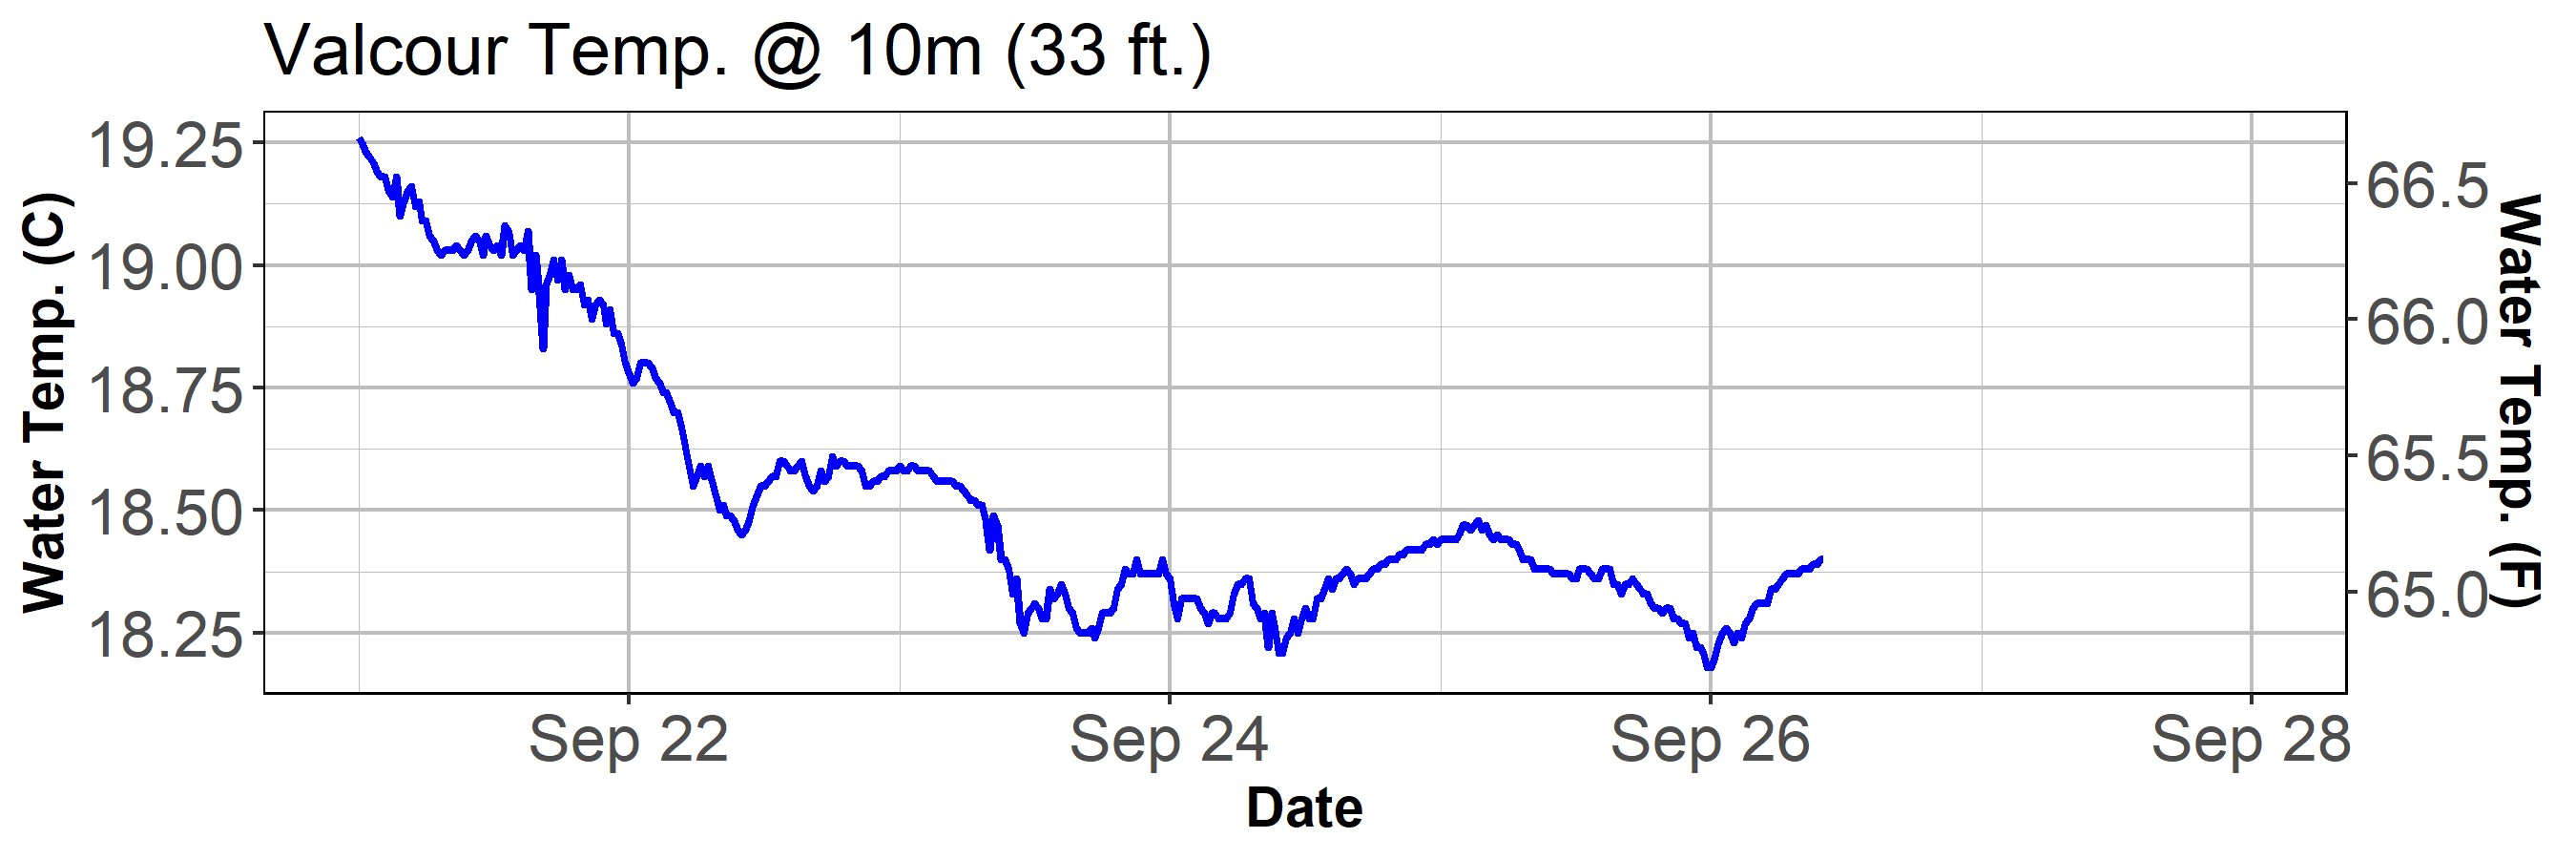 Valcour Temp. @ 10m (33 ft.)
Water Temp. (C)
19.25
19.00
18.75
18.50
18.25
66.5
66.0
65.5
65.0
Water Temp. (F)
Sep 22
Sep 24
Sep 26
Sep 28
Date